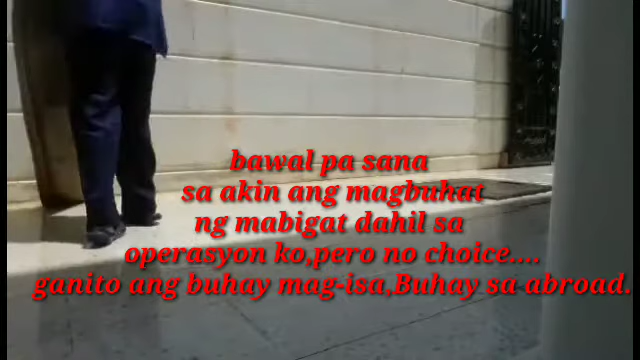 bawal pa sana
sa akin ang magbuhat
ng mabigat dahil sa
operasyon ko,pero no choice....
ganito ang buhay mag-isa,Buhay sa abroad.